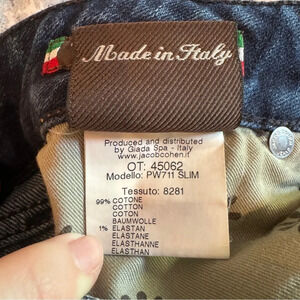 Made in Italy
Produced and distributed
by Giada Spa - Italy
www.jacobcohen.it
OT: 45062
Modello: PW711 SLIM
Tessuto: 8281
99% COTONE
COTTON
COTON
BAUMWOLLE
1% ELASTAN
ELASTANE
ELASTHANNE
ELASTHAN